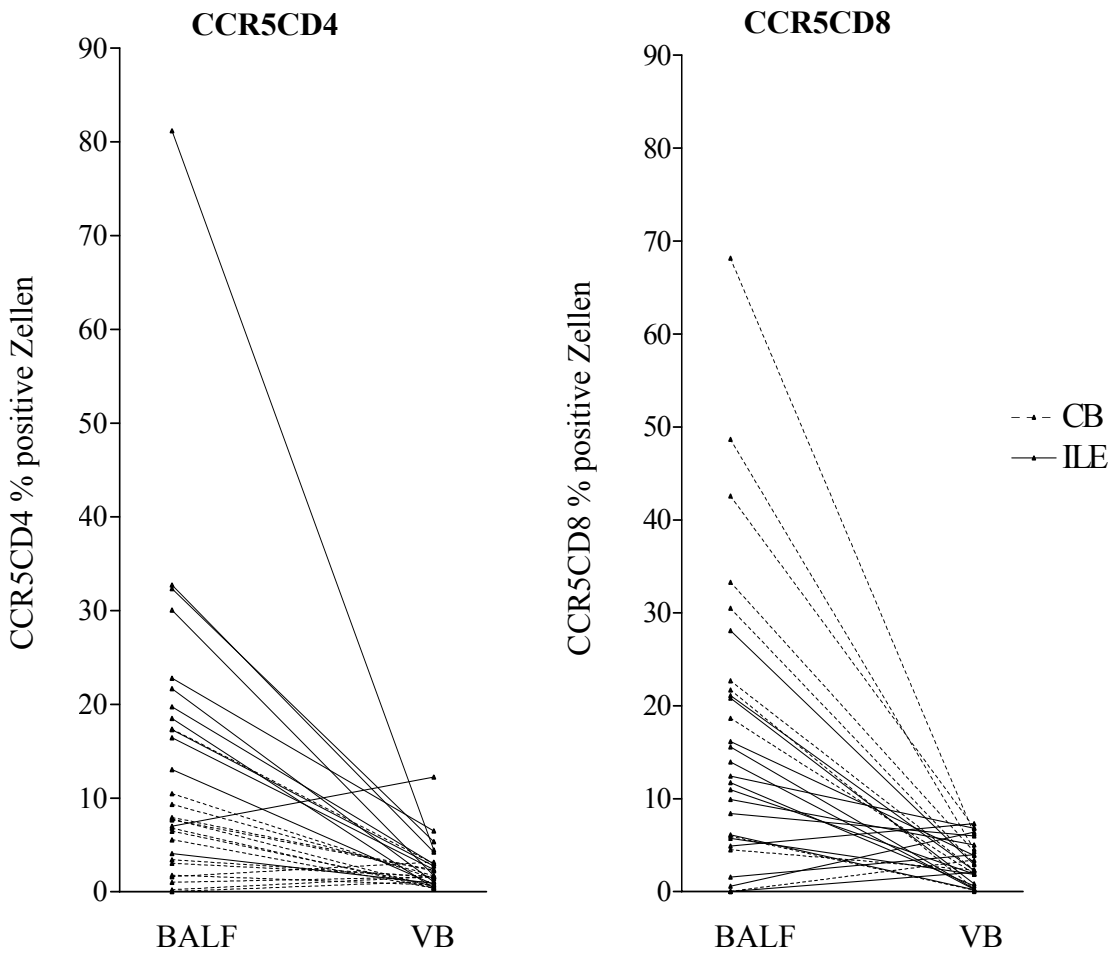 CCR5CD4
CCR5CD4 % positive Zellen
90
80
70
60
50
40
30
20
10
0
BALF VB
CCR5CD8
CCR5CD8 % positive Zellen
90
80
70
60
50
40
30
20
10
0
BALF VB
CB
ILE